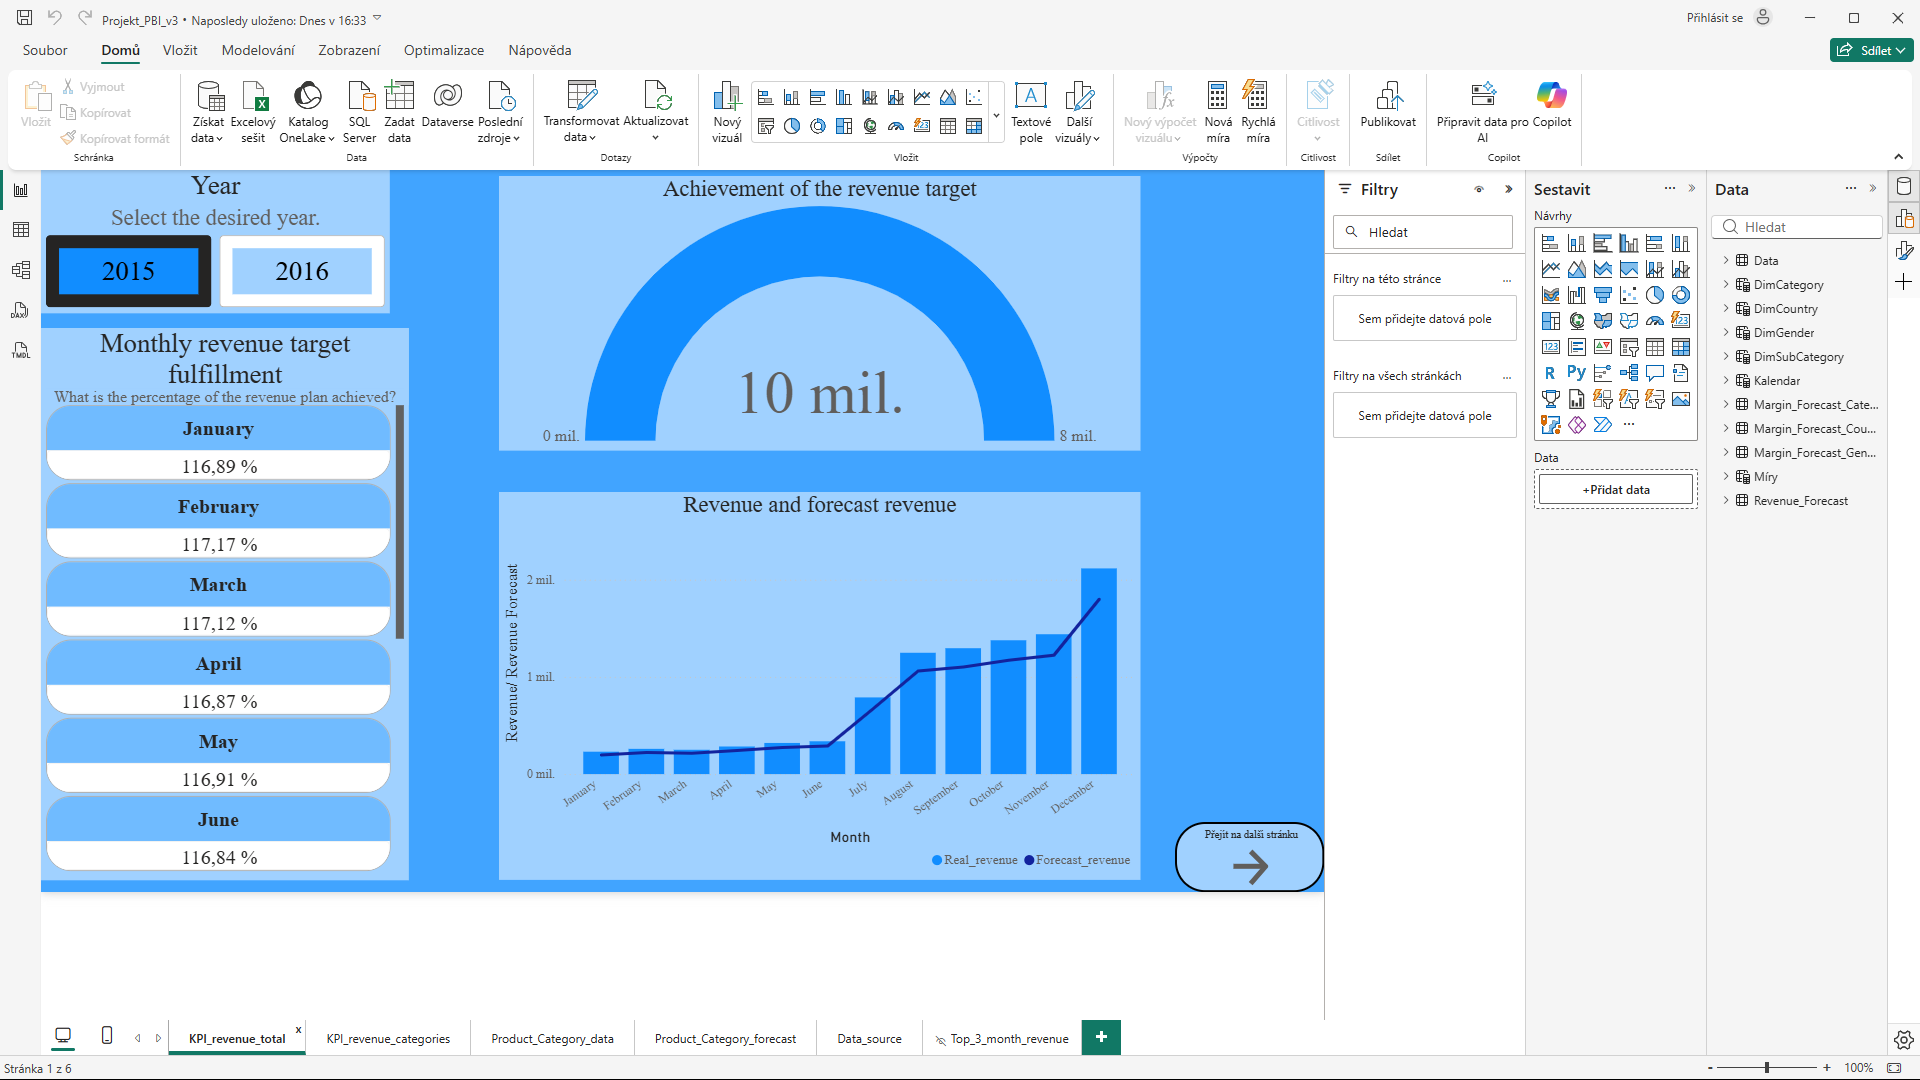 Projekt_PBI_v3 • Naposledy uloženo: Dnes v 16:33
Přihlásit se
Soubor
Domů
Vložit
Modelování
Zobrazení
Optimalizace
Nápověda
Sdílet
Vložit
Vyjmout
Kopírovat
Kopírovat formát
Schránka
Získat data
Excelový sešit
Katalog OneLake
SQL Server
Zadat data
Dataverse
Poslední zdroje
Data
Transformovat data
Aktualizovat
Dotazy
Nový vizuál
Textové pole
Další vizuály
Vložit
Nový výpočet vizuálu
Nová míra
Rychlá míra
Výpočty
Citlivost
Citlivost
Publikovat
Sdílet
Připravit data pro AI
Copilot
Copilot
DAX
TMDL
Year
Select the desired year.
2015
2016
Monthly revenue target
fulfillment
What is the percentage of the revenue plan achieved?
January
116,89 %
February
117,17 %
March
117,12 %
April
116,87 %
May
116,91 %
June
116,84 %
Achievement of the revenue target
10 mil.
0 mil.
8 mil.
Revenue and forecast revenue
Revenue/ Revenue Forecast
2 mil.
1 mil.
0 mil.
January
February
March
April
May
June
July
August
September
October
November
December
Month
Real_revenue
Forecast_revenue
Přejít na další stránku
Filtry
Hledat
Filtry na této stránce
...
Sem přidejte datová pole
Filtry na všech stránkách
...
Sem přidejte datová pole
Sestavit
Návrhy
R
Py
Data
+Přidat data
Data
Hledat
Data
DimCategory
DimCountry
DimGender
DimSubCategory
Kalendar
Margin_Forecast_Cate...
Margin_Forecast_Cou...
Margin_Forecast_Gen...
Míry
Revenue_Forecast
KPI_revenue_total
x
KPI_revenue_categories
Product_Category_data
Product_Category_forecast
Data_source
Top_3_month_revenue
+
Stránka 1 z 6
-
+
100%